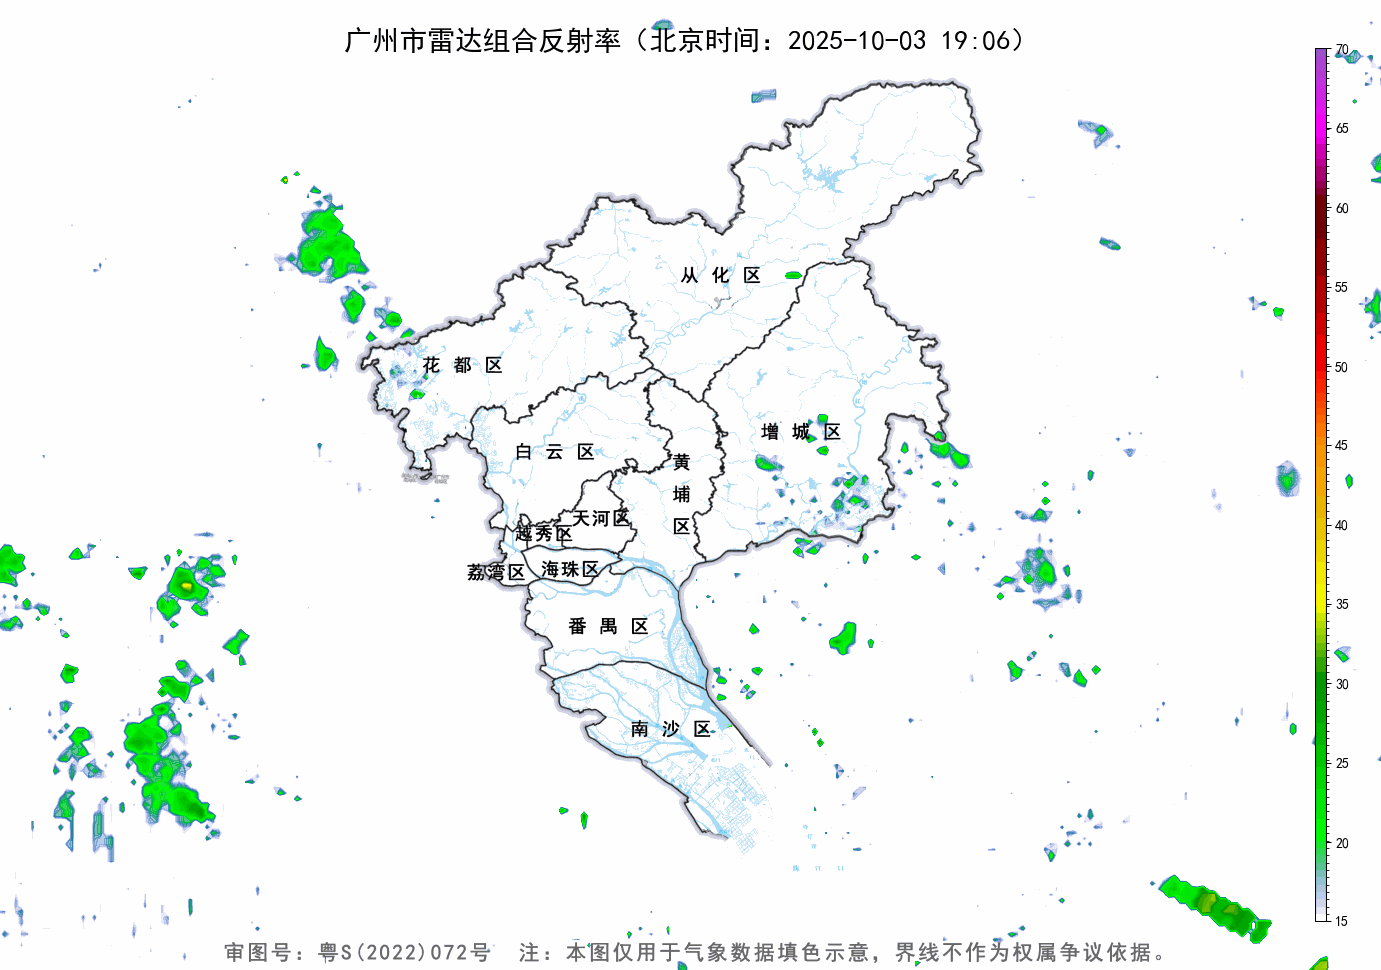 广州市雷达组合反射率（北京时间：2025-10-03 19:06）
70
65
60
55
50
45
40
35
30
25
20
15
从化区
花都区
增城区
白云区
黄埔区
天河区
越秀区
荔湾区
海珠区
番禺区
南沙区
审图号：粤S(2022)072号 注：本图仅用于气象数据填色示意，界线不作为权属争议依据。